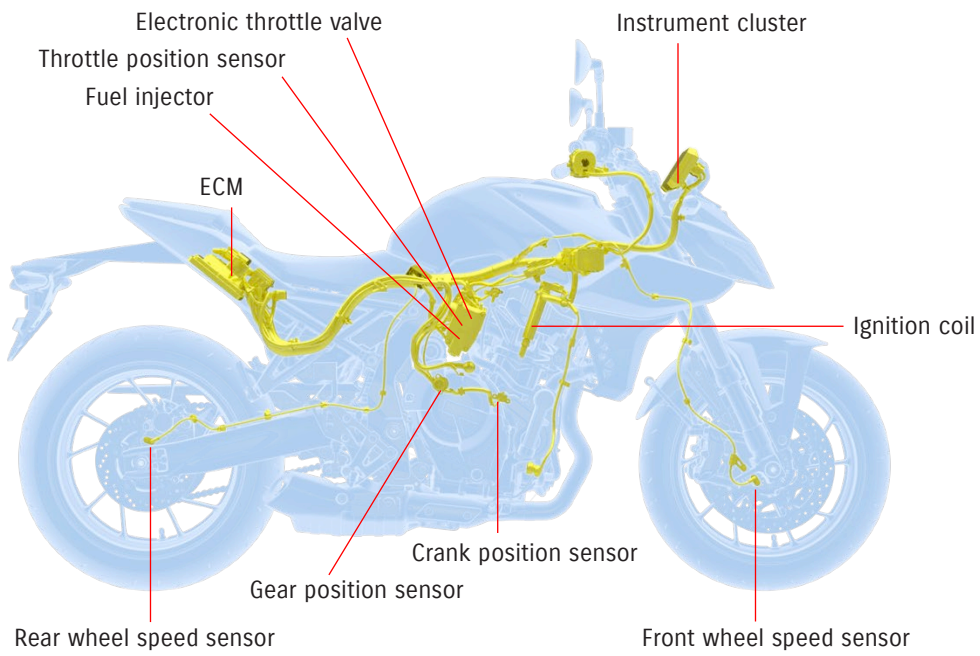 Electronic throttle valve
Instrument cluster
Throttle position sensor
Fuel injector
ECM
Ignition coil
Crank position sensor
Gear position sensor
Rear wheel speed sensor
Front wheel speed sensor